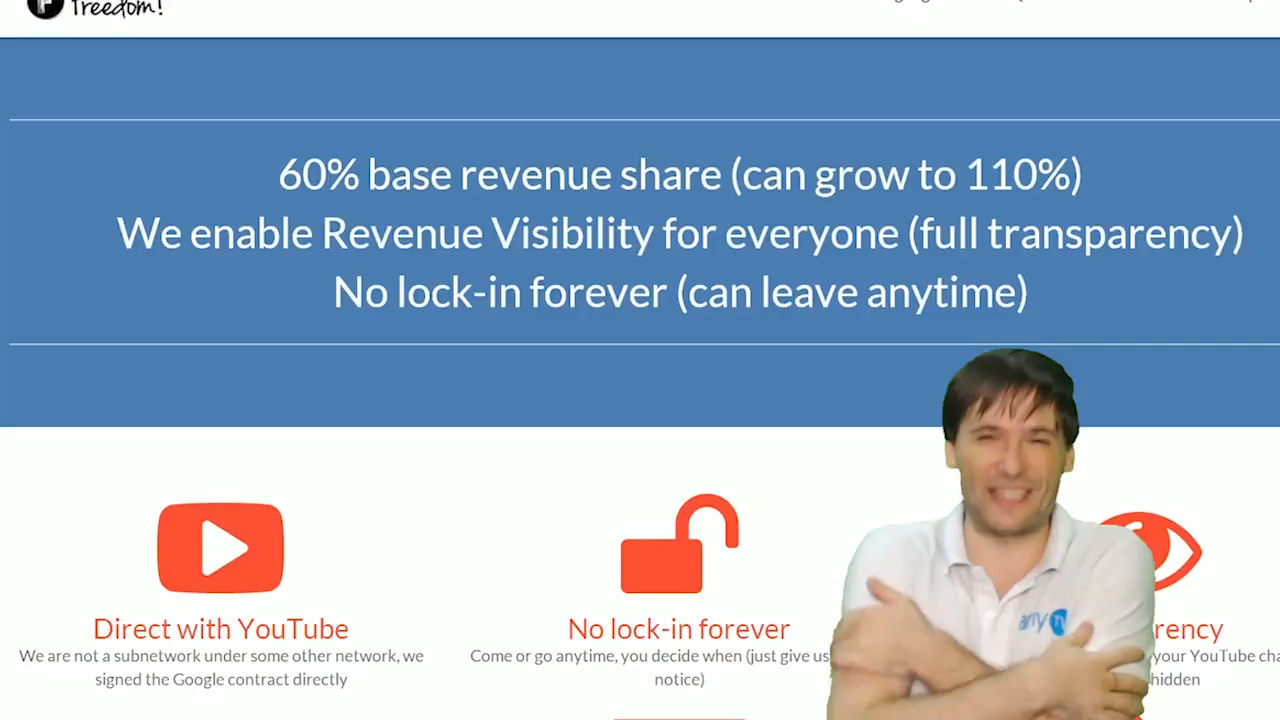 freedom!
60% base revenue share (can grow to 110%)
We enable Revenue Visibility for everyone (full transparency)
No lock-in forever (can leave anytime)
Direct with YouTube
We are not a subnetwork under some other network, we
signed the Google contract directly
No lock-in forever
Come or go anytime, you decide when (just give us
notice)
any TV
rency
your YouTube cha
hidden